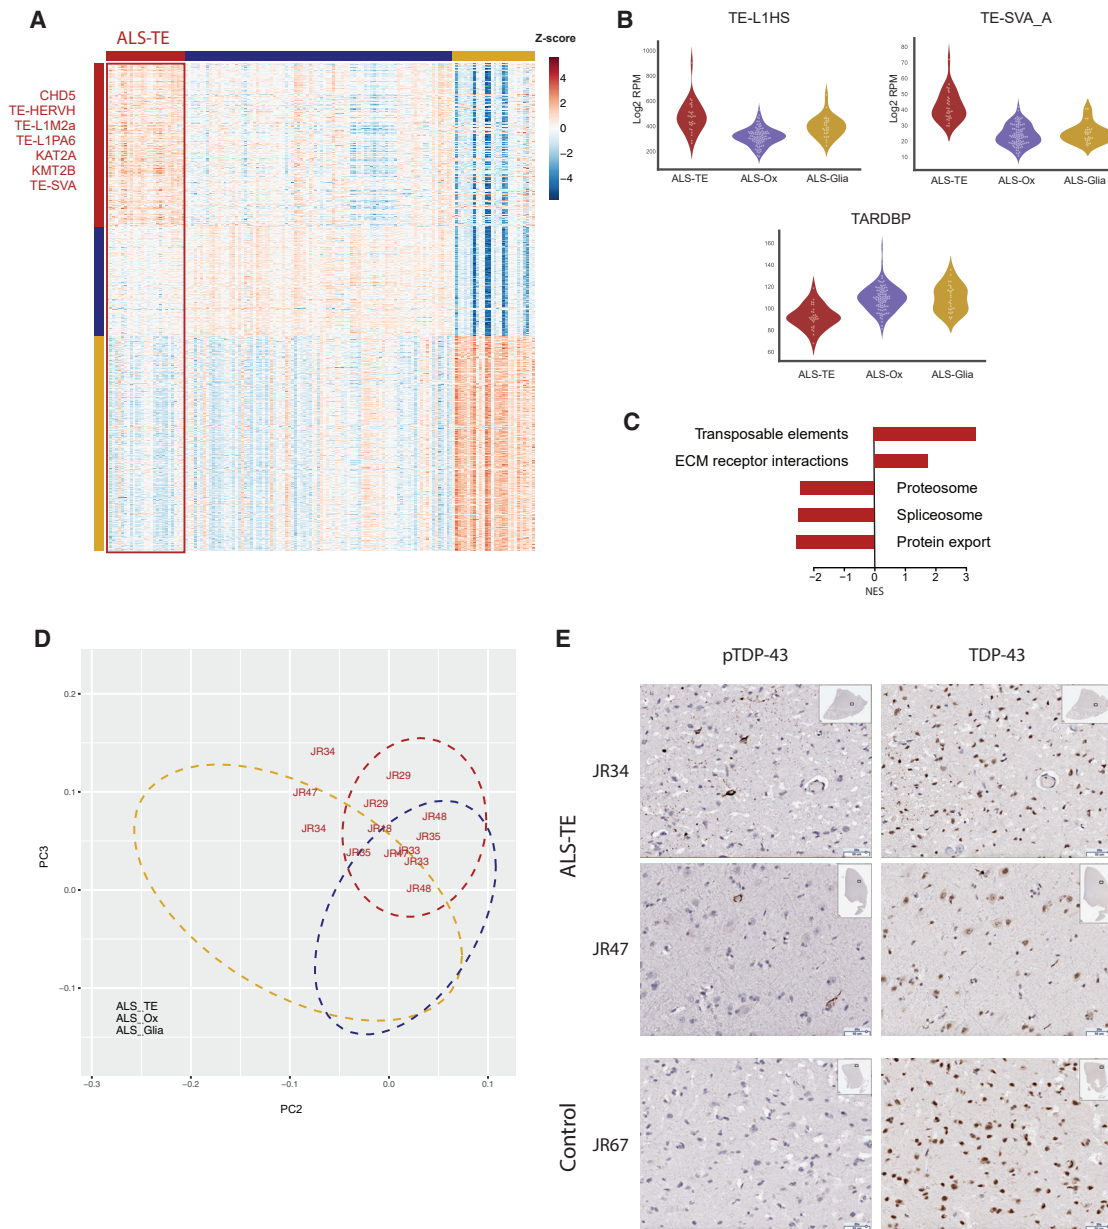 A
ALS-TE
Z-score
4
2
0
−2
−4
CHD5
TE-HERVH
TE-L1M2a
TE-L1PA6
KAT2A
KMT2B
TE-SVA
B
TE-L1HS
Log2 RPM
1000
800
600
400
200
ALS-TE
ALS-Ox
ALS-Glia
TE-SVA_A
Log2 RPM
80
70
60
50
40
30
20
10
ALS-TE
ALS-Ox
ALS-Glia
TARDBP
160
140
120
100
80
60
ALS-TE
ALS-Ox
ALS-Glia
C
Transposable elements
ECM receptor interactions
Proteosome
Spliceosome
Protein export
−2 −1 0 1 2 3
NES
D
PC3
0.2
0.1
0.0
−0.1
JR34
JR29
JR47
JR29
JR48
JR34
JR48
JR35
JR35
JR47
JR33
JR33
JR48
ALS_TE
ALS_Ox
ALS_Glia
−0.3
−0.1
0.0
0.1
PC2
E
pTDP-43
TDP-43
ALS-TE
JR34
JR47
Control
JR67